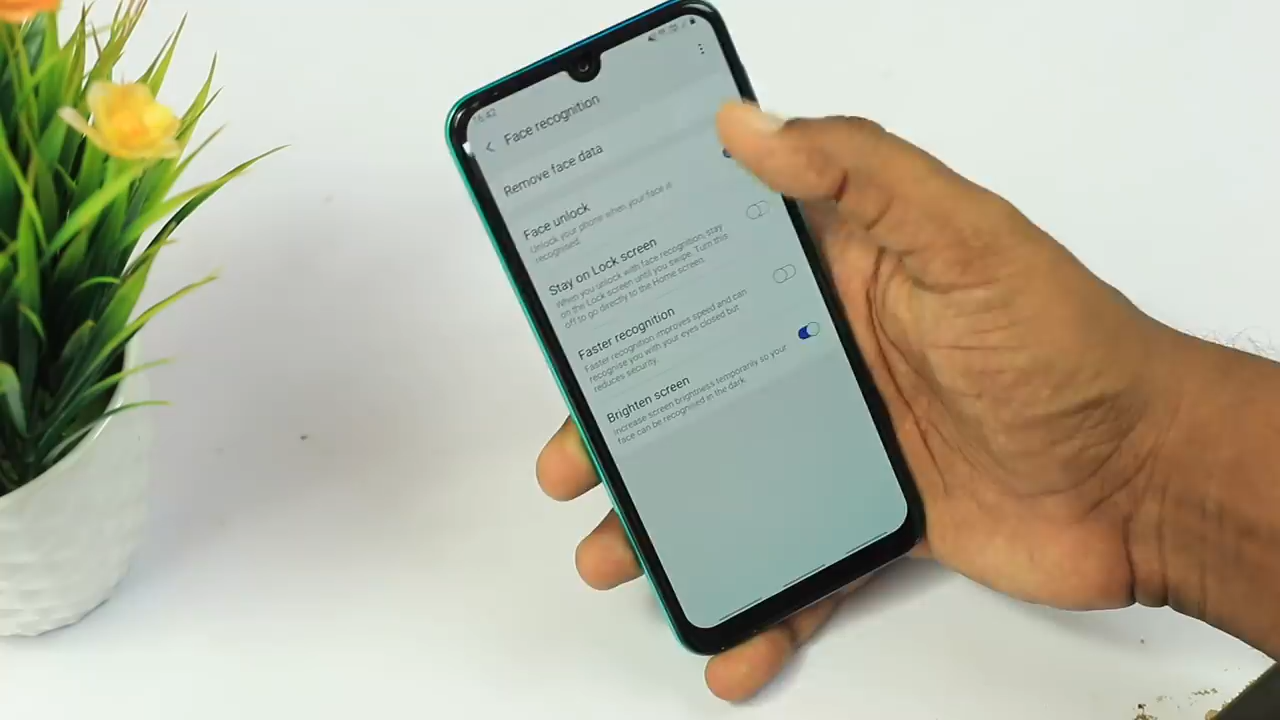 16:42
Face recognition
Remove face data
Face unlock
Unlock your phone when your face is
recognised.
Stay on Lock screen
When you unlock with face recognition, stay
on the Lock screen until you swipe. Turn this
off to go directly to the Home screen.
Faster recognition
Faster recognition improves speed and can
recognise you with your eyes closed but
reduces security.
Brighten screen
Increase screen brightness temporarily so your
face can be recognised in the dark.